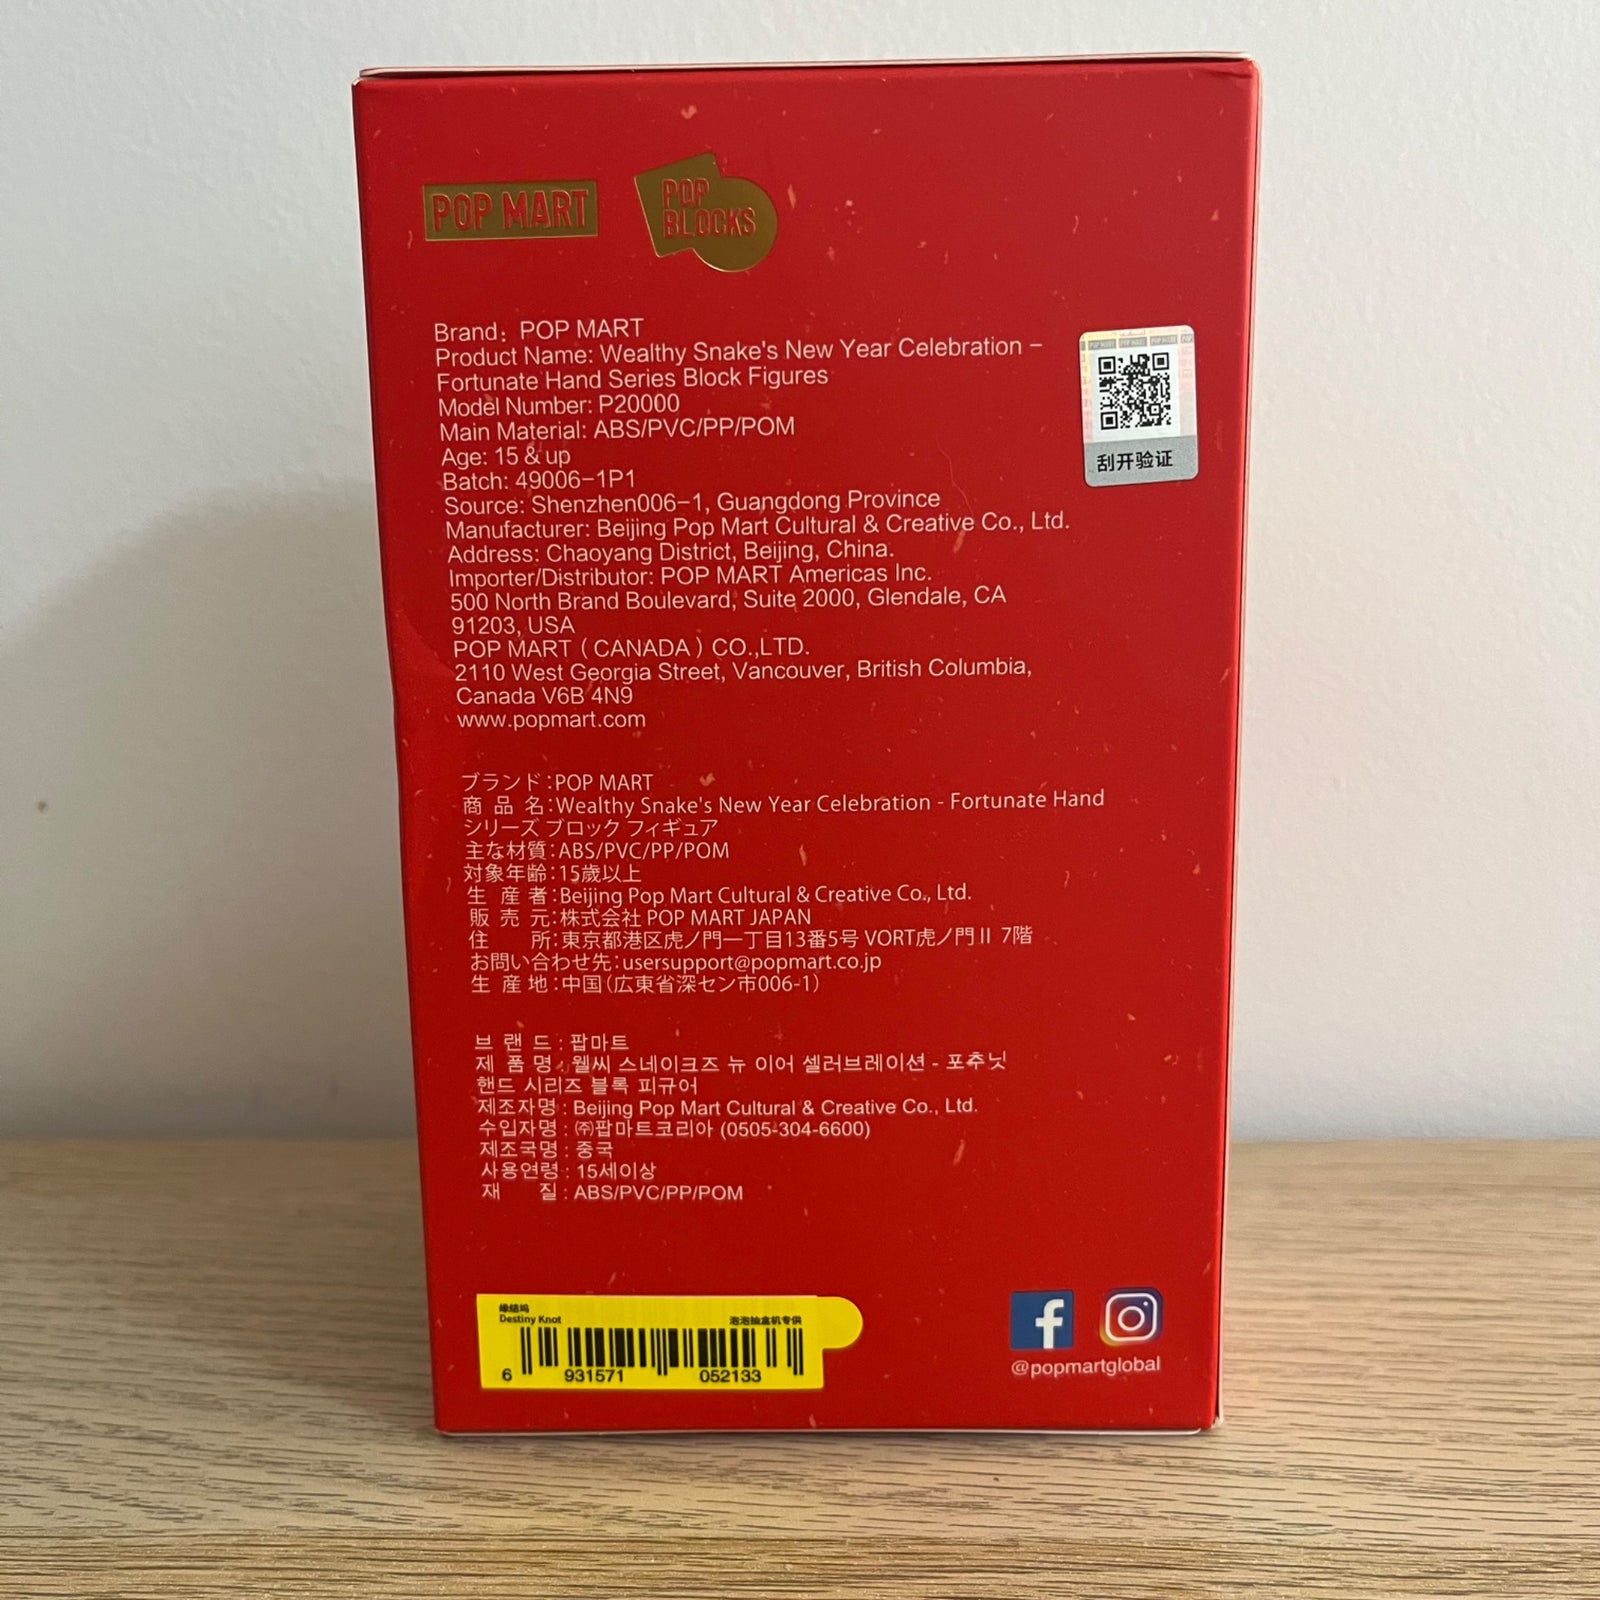 POP MART
POP
BLOCKS
Brand: POP MART
Product Name: Wealthy Snake's New Year Celebration –
Fortunate Hand Series Block Figures
Model Number: P20000
Main Material: ABS/PVC/PP/POM
Age: 15 & up
Batch: 49006-1P1
Source: Shenzhen006-1, Guangdong Province
Manufacturer: Beijing Pop Mart Cultural & Creative Co., Ltd.
Address: Chaoyang District, Beijing, China.
Importer/Distributor: POP MART Americas Inc.
500 North Brand Boulevard, Suite 2000, Glendale, CA
91203, USA
POP MART (CANADA) CO.,LTD.
2110 West Georgia Street, Vancouver, British Columbia,
Canada V6B 4N9
www.popmart.com
刮开验证
ブランド:POP MART
商 品 名:Wealthy Snake's New Year Celebration - Fortunate Hand
シリーズ ブロック フィギュア
主な材質:ABS/PVC/PP/POM
対象年齢:15歳以上
生 産 者:Beijing Pop Mart Cultural & Creative Co., Ltd.
販 売 元:株式会社 POP MART JAPAN
住 所:東京都港区虎ノ門一丁目13番5号 VORT虎ノ門II 7階
お問い合わせ先:usersupport@popmart.co.jp
生 産 地:中国(広東省深セン市006-1)
브 랜 드 : 팝마트
제 품 명 : 웰씨 스네이크즈 뉴 이어 셀러브레이션 - 포추닛
핸드 시리즈 블록 피규어
제조자명 : Beijing Pop Mart Cultural & Creative Co., Ltd.
수입자명 : ㈜팝마트코리아 (0505-304-6600)
제조국명 : 중국
사용연령 : 15세이상
재 질 : ABS/PVC/PP/POM
Destiny Knot
泡泡抽盒机专供
6 931571 052133
@popmartglobal